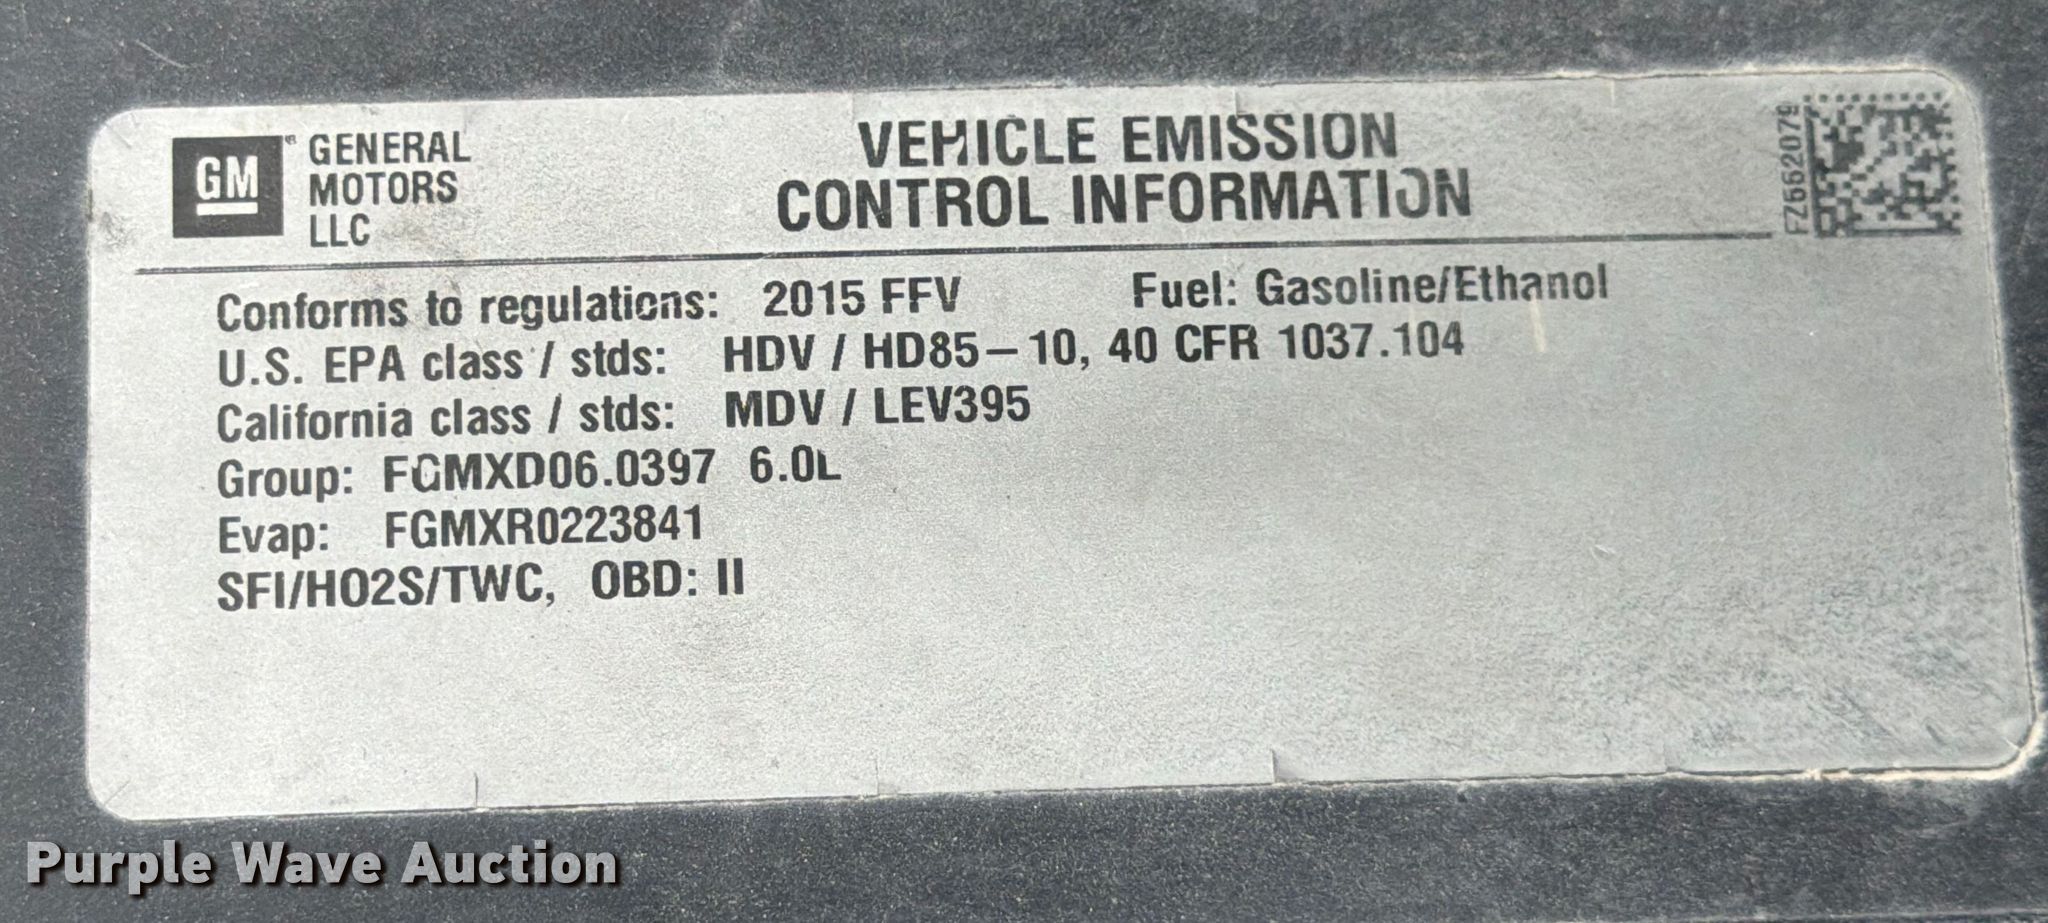 GM
GENERAL
MOTORS
LLC
VEHICLE EMISSION
CONTROL INFORMATION
FZ662079
Conforms to regulations: 2015 FFV Fuel: Gasoline/Ethanol
U.S. EPA class / stds: HDV / HD85-10, 40 CFR 1037.104
California class / stds: MDV / LEV395
Group: FGMXD06.0397 6.0L
Evap: FGMXR0223841
SFI/HO2S/TWC, OBD: II
Purple Wave Auction